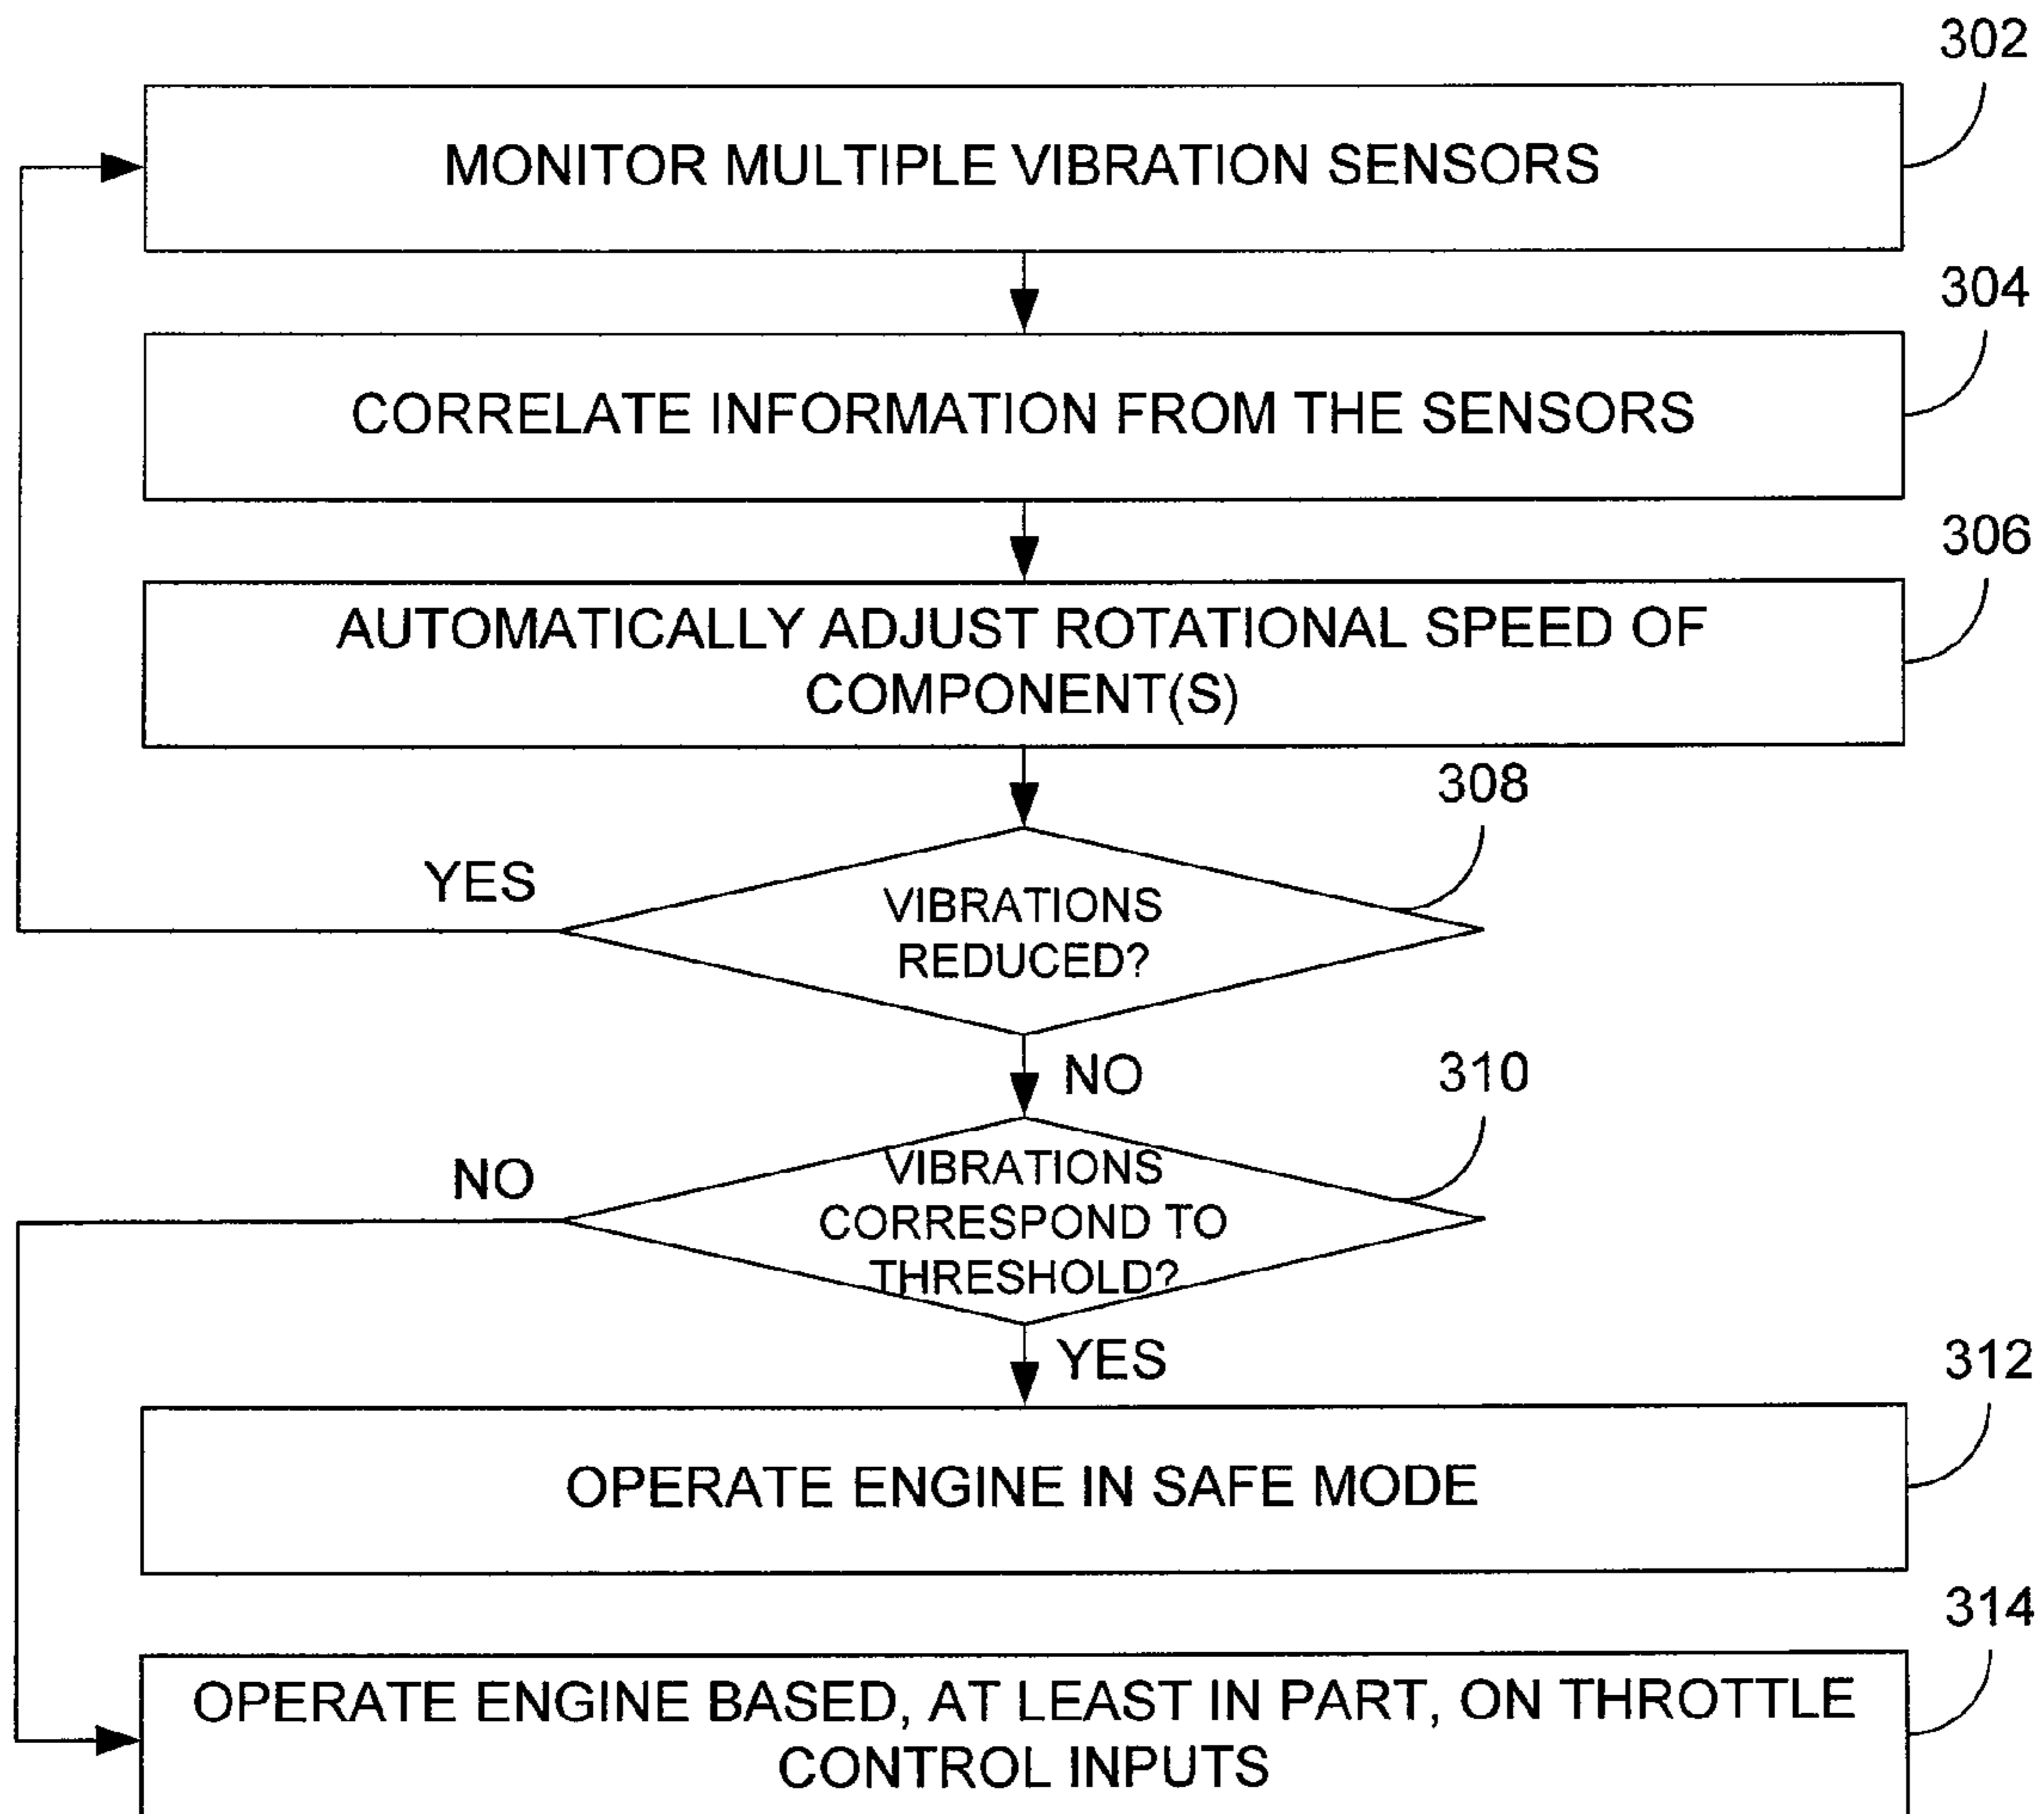 302
MONITOR MULTIPLE VIBRATION SENSORS
304
CORRELATE INFORMATION FROM THE SENSORS
306
AUTOMATICALLY ADJUST ROTATIONAL SPEED OF
COMPONENT(S)
308
YES
VIBRATIONS
REDUCED?
NO
310
NO
VIBRATIONS
CORRESPOND TO
THRESHOLD?
YES
312
OPERATE ENGINE IN SAFE MODE
314
OPERATE ENGINE BASED, AT LEAST IN PART, ON THROTTLE
CONTROL INPUTS